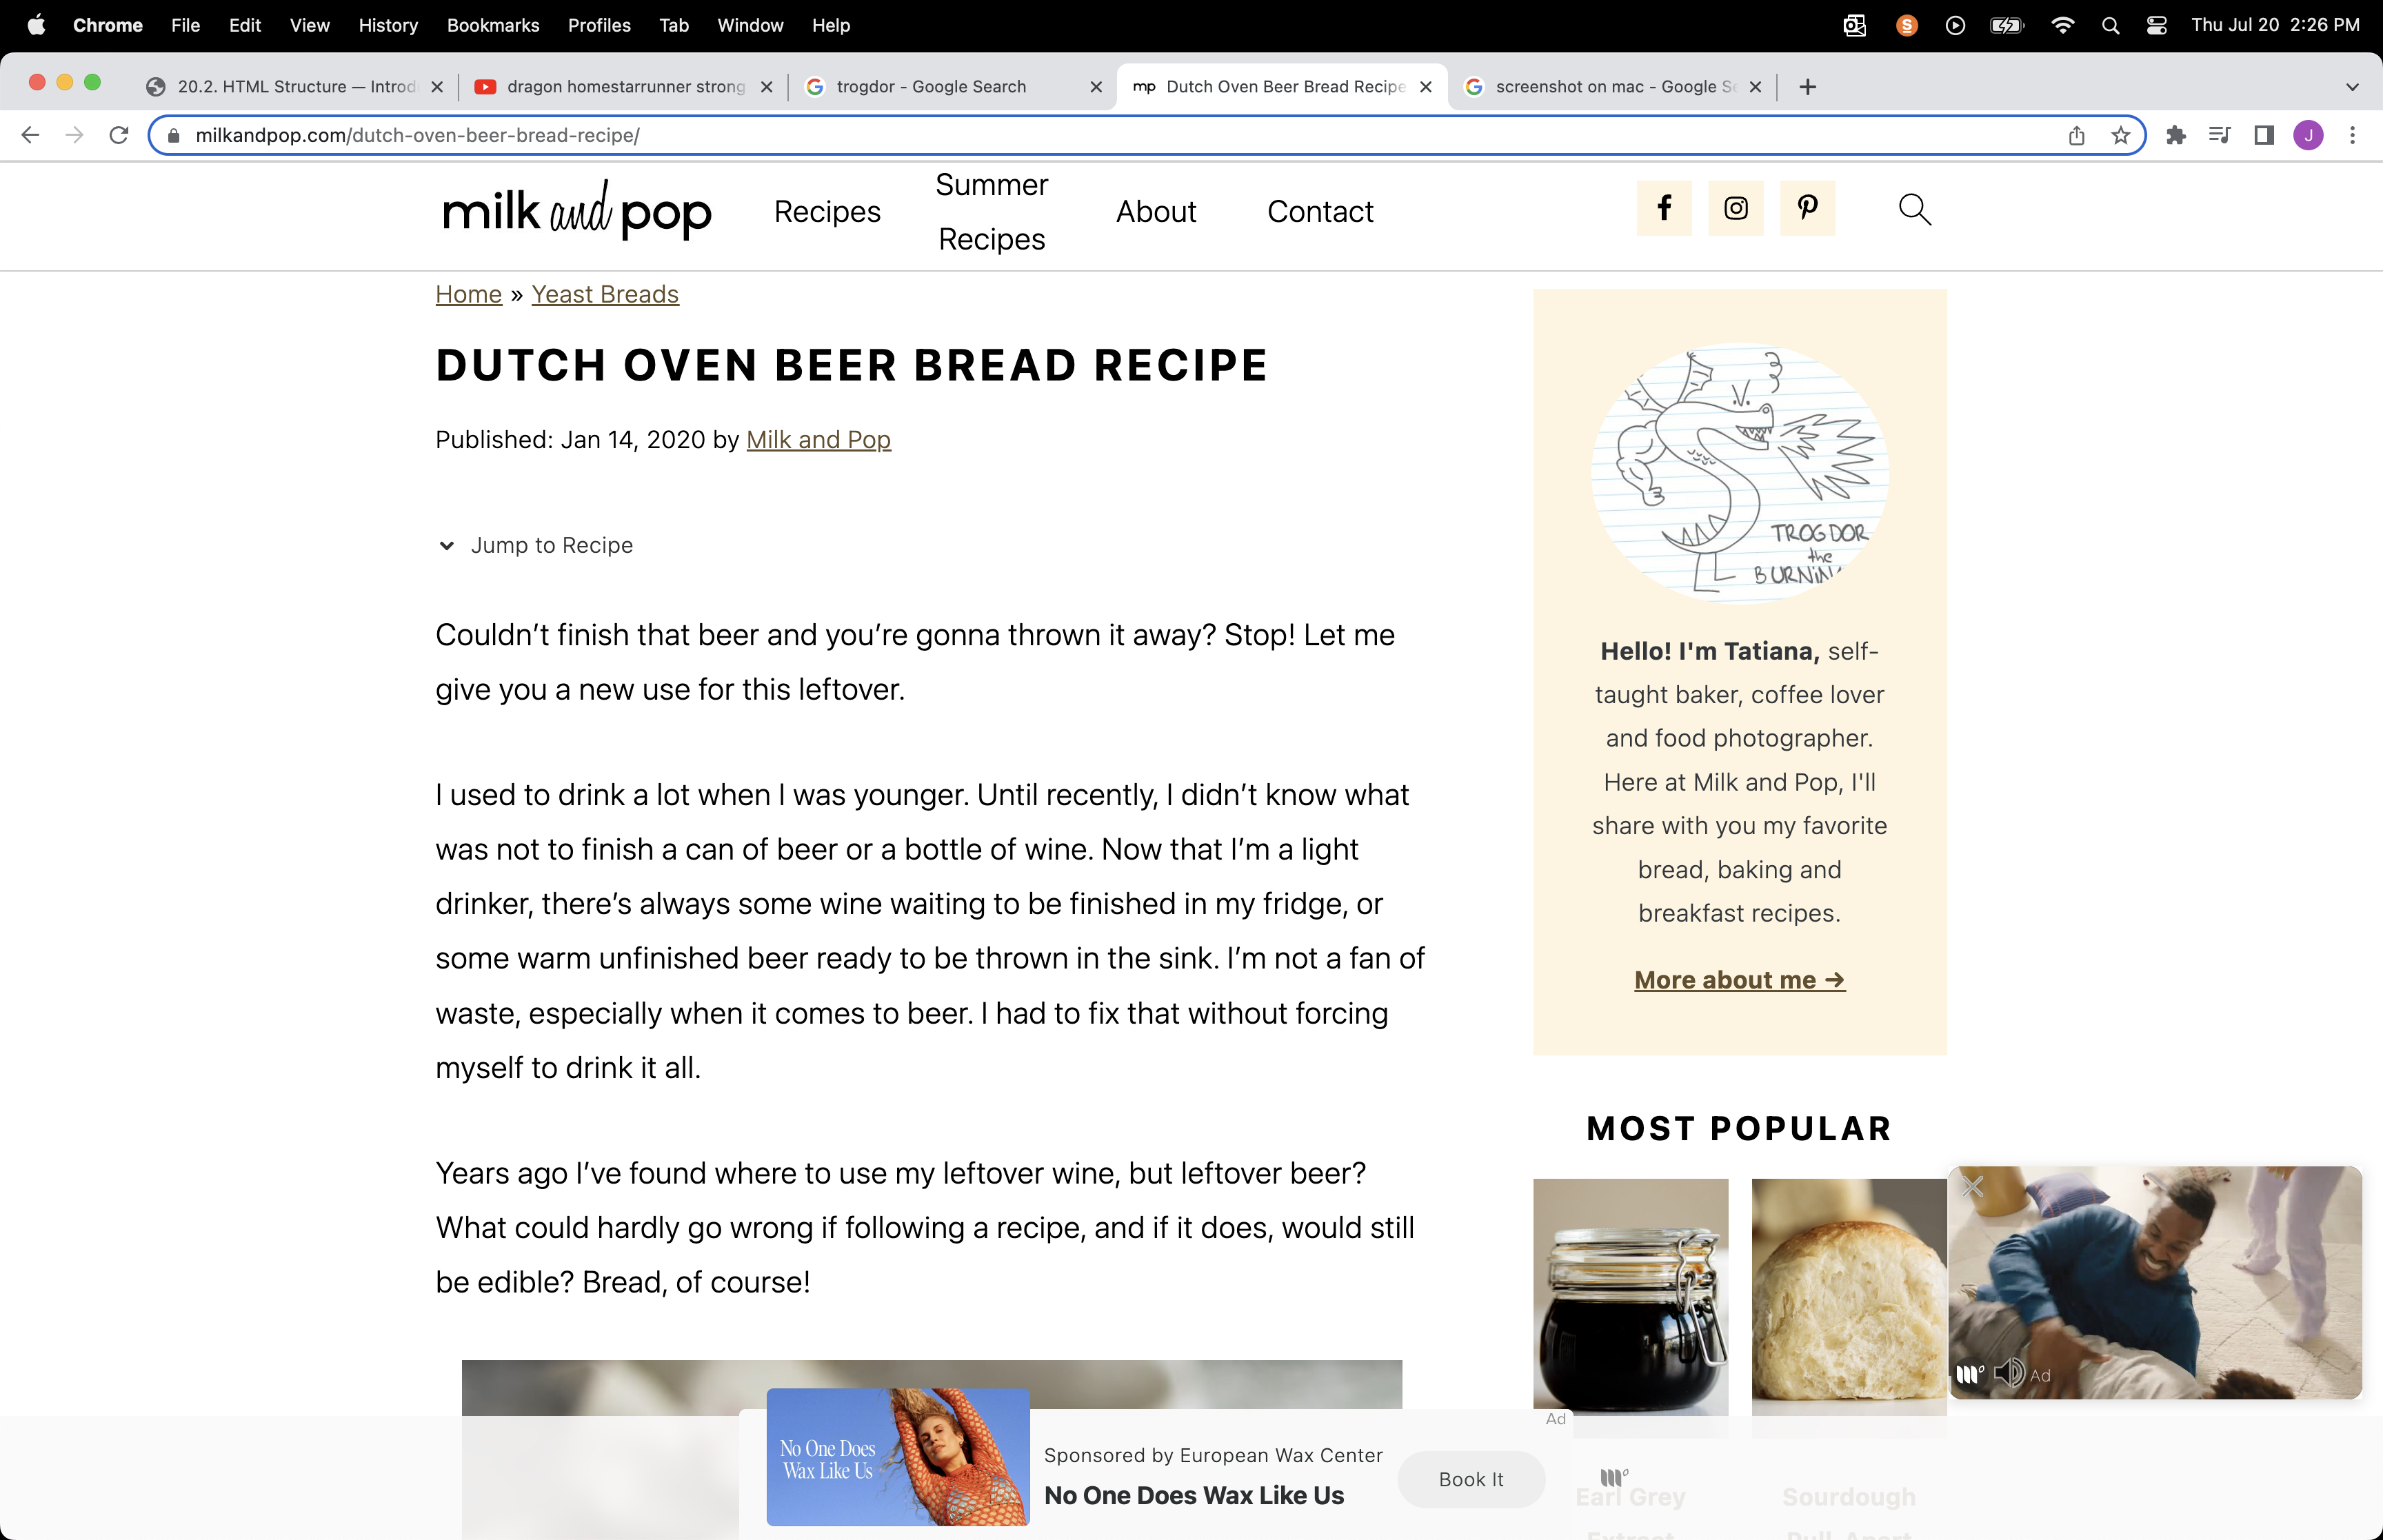 Chrome File Edit View History Bookmarks Profiles Tab Window Help
S
Thu Jul 20 2:26 PM
20.2. HTML Structure — Introd
dragon homestarrunner strong
trogdor - Google Search
mp Dutch Oven Beer Bread Recipe
screenshot on mac - Google Se
milkandpop.com/dutch-oven-beer-bread-recipe/
J
milk and pop
Recipes
Summer
Recipes
About
Contact
Home » Yeast Breads
DUTCH OVEN BEER BREAD RECIPE
Published: Jan 14, 2020 by Milk and Pop
Jump to Recipe
Couldn’t finish that beer and you’re gonna thrown it away? Stop! Let me
give you a new use for this leftover.
I used to drink a lot when I was younger. Until recently, I didn’t know what
was not to finish a can of beer or a bottle of wine. Now that I’m a light
drinker, there’s always some wine waiting to be finished in my fridge, or
some warm unfinished beer ready to be thrown in the sink. I’m not a fan of
waste, especially when it comes to beer. I had to fix that without forcing
myself to drink it all.
Years ago I’ve found where to use my leftover wine, but leftover beer?
What could hardly go wrong if following a recipe, and if it does, would still
be edible? Bread, of course!
TROGDOR
the
BURNIN
Hello! I'm Tatiana, self-
taught baker, coffee lover
and food photographer.
Here at Milk and Pop, I'll
share with you my favorite
bread, baking and
breakfast recipes.
More about me →
MOST POPULAR
Ad
Earl Grey
Extract
Sourdough
Pull-Apart
Ad
No One Does
Wax Like Us
Sponsored by European Wax Center
No One Does Wax Like Us
Book It